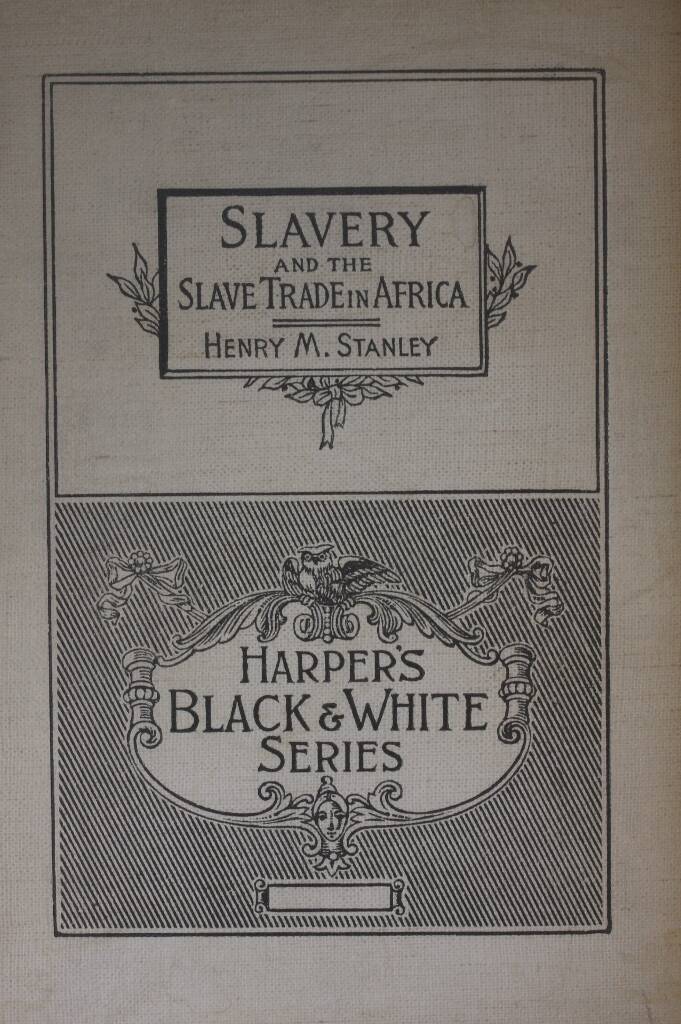 SLAVERY
AND THE
SLAVE TRADE IN AFRICA
HENRY M. STANLEY
HARPER'S
BLACK & WHITE
SERIES